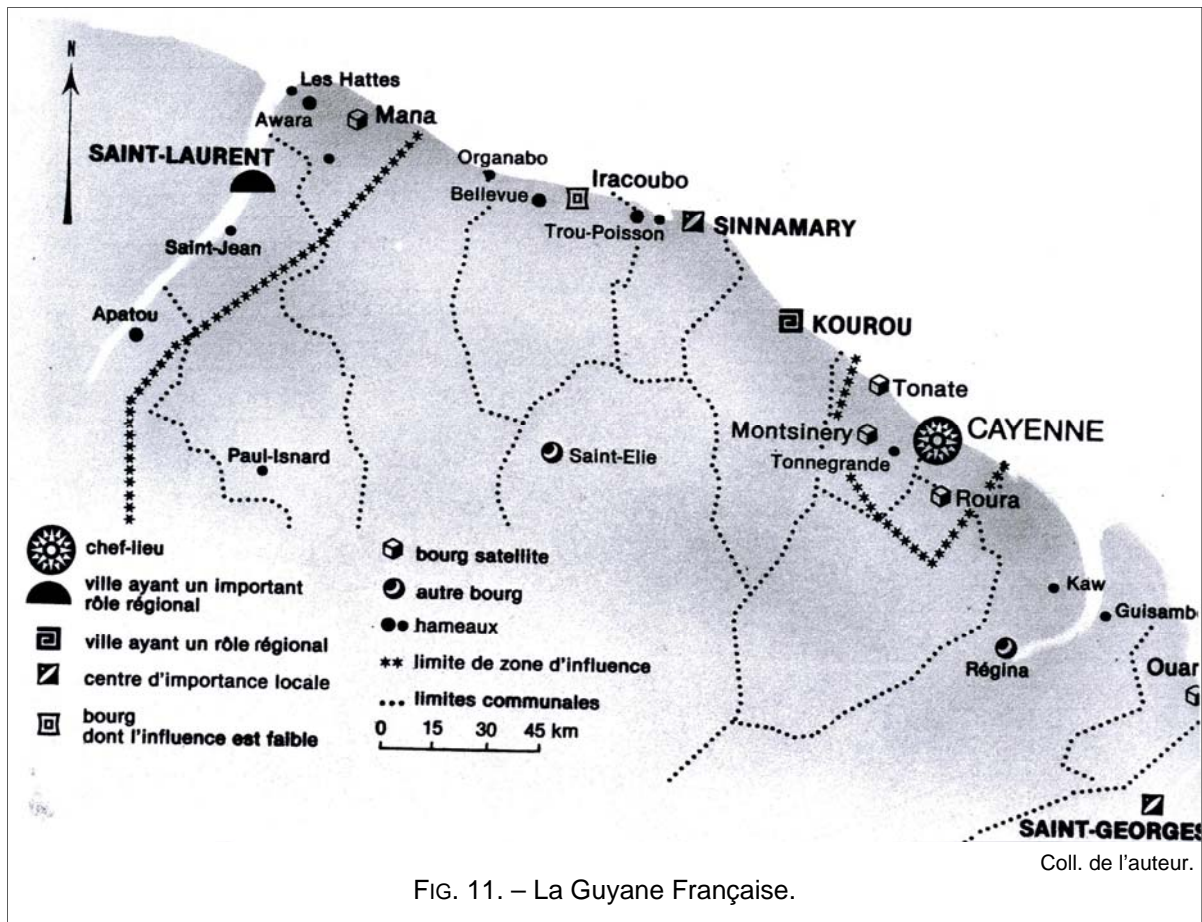 N
Les Hattes
Awara
Mana
SAINT-LAURENT
Organabo
Iracoubo
Bellevue
Trou-Poisson
SINNAMARY
Saint-Jean
Apatou
KOUROU
Tonate
Montsinery
CAYENNE
Tonnegrande
Paul-Isnard
Saint-Elie
Roura
Kaw
Guisamb
Régina
Ouar
SAINT-GEORGES
chef-lieu
ville ayant un important
rôle régional
ville ayant un rôle régional
centre d'importance locale
bourg
dont l'influence est faible
bourg satellite
autre bourg
hameaux
limite de zone d'influence
limites communales
0 15 30 45 km
Coll. de l'auteur.
FIG. 11. – La Guyane Française.